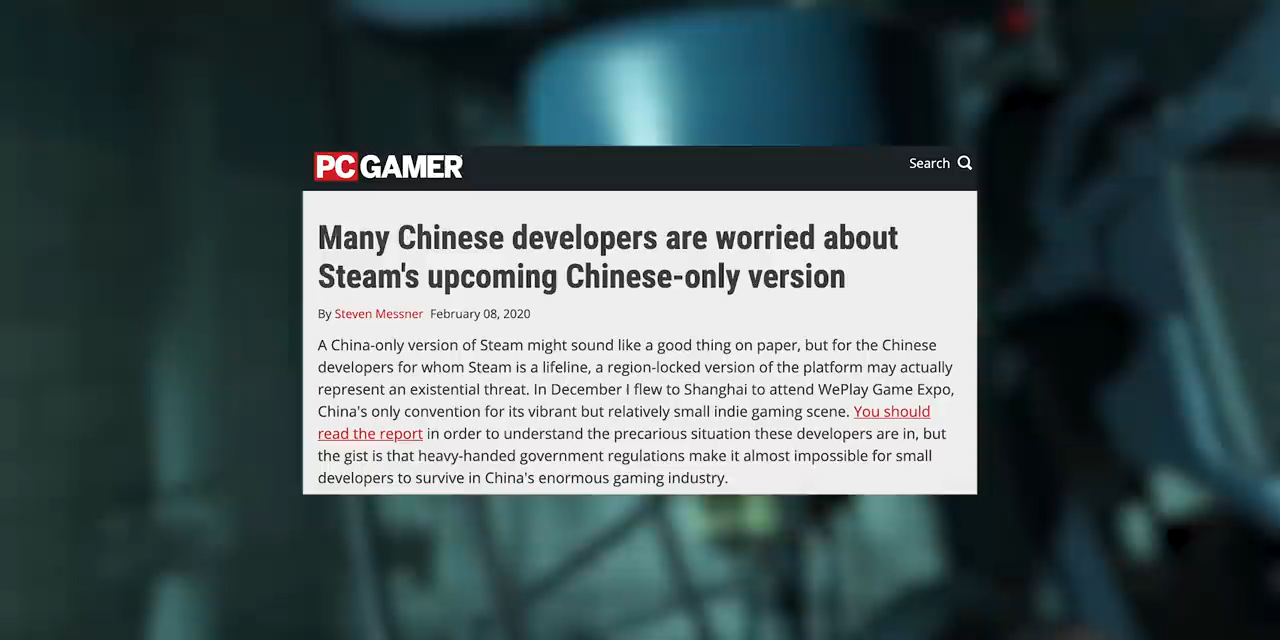 PC GAMER
Search
Many Chinese developers are worried about
Steam's upcoming Chinese-only version
By Steven Messner February 08, 2020
A China-only version of Steam might sound like a good thing on paper, but for the Chinese
developers for whom Steam is a lifeline, a region-locked version of the platform may actually
represent an existential threat. In December I flew to Shanghai to attend WePlay Game Expo,
China's only convention for its vibrant but relatively small indie gaming scene. You should
read the report in order to understand the precarious situation these developers are in, but
the gist is that heavy-handed government regulations make it almost impossible for small
developers to survive in China's enormous gaming industry.